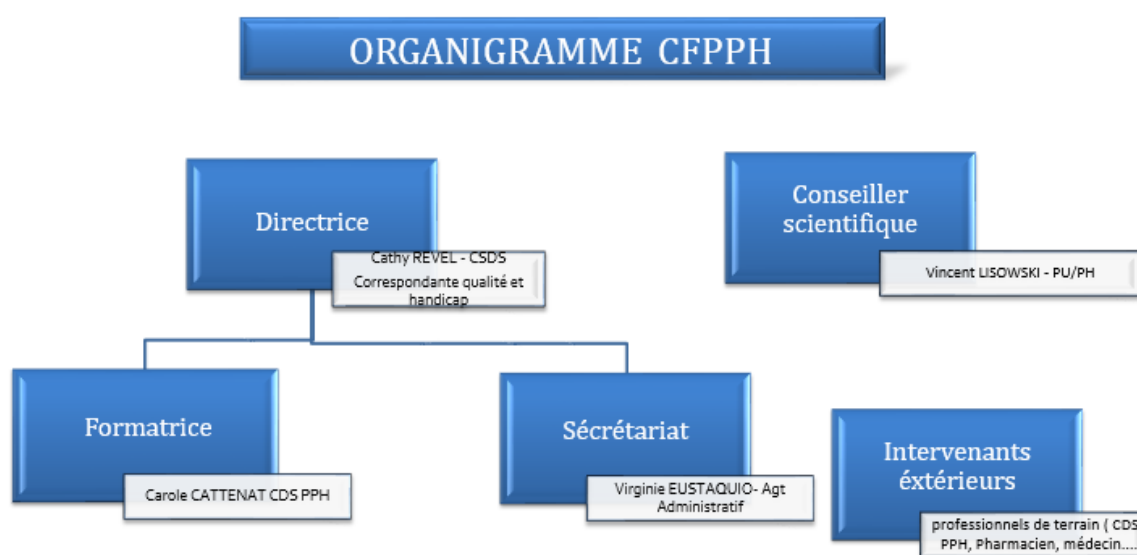 ORGANIGRAMME CFPPH
Directrice
Cathy REVEL - CSDS
Correspondante qualité et
handicap
Conseiller
scientifique
Vincent LISOWSKI - PU/PH
Formatrice
Carole CATTENAT CDS PPH
Sécrétariat
Virginie EUSTAQUIO- Agt
Administratif
Intervenants
éxtérieurs
professionnels de terrain ( CDS
PPH, Pharmacien, médecin....